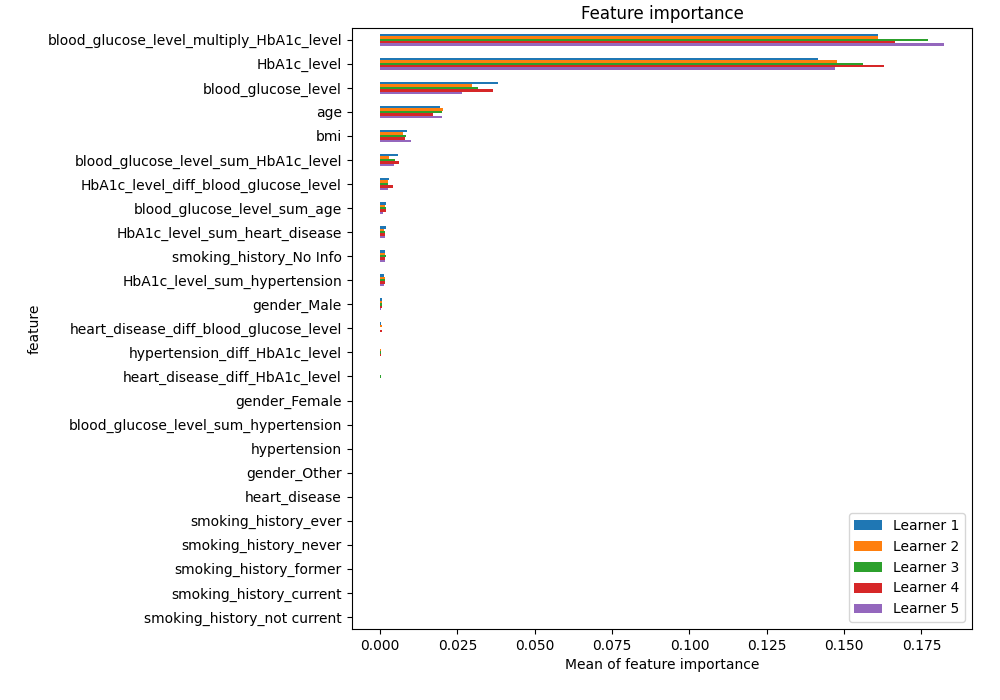 Feature importance
blood_glucose_level_multiply_HbA1c_level
HbA1c_level
blood_glucose_level
age
bmi
blood_glucose_level_sum_HbA1c_level
HbA1c_level_diff_blood_glucose_level
blood_glucose_level_sum_age
HbA1c_level_sum_heart_disease
smoking_history_No Info
HbA1c_level_sum_hypertension
gender_Male
heart_disease_diff_blood_glucose_level
hypertension_diff_HbA1c_level
heart_disease_diff_HbA1c_level
gender_Female
blood_glucose_level_sum_hypertension
hypertension
gender_Other
heart_disease
smoking_history_ever
smoking_history_never
smoking_history_former
smoking_history_current
smoking_history_not current
feature
Learner 1
Learner 2
Learner 3
Learner 4
Learner 5
0.000 0.025 0.050 0.075 0.100 0.125 0.150 0.175
Mean of feature importance